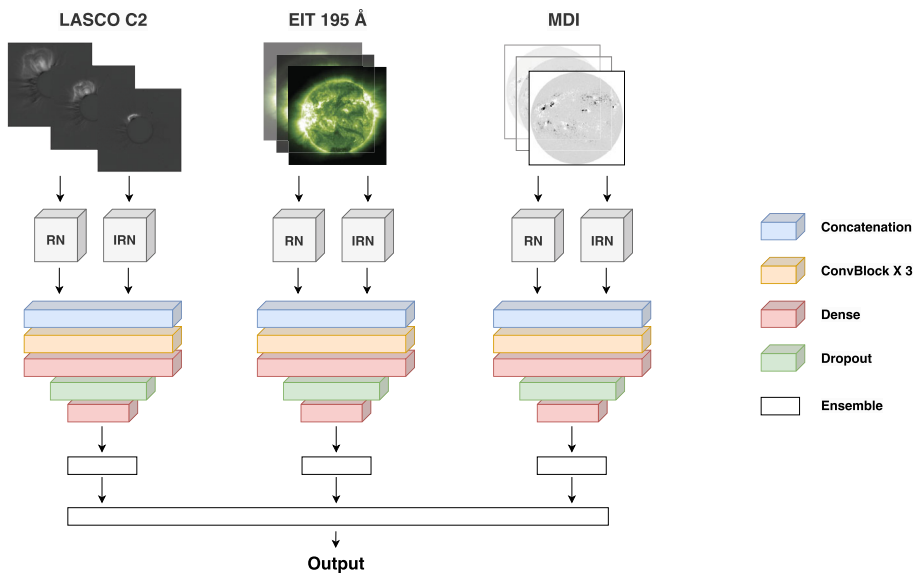 LASCO C2
EIT 195 Å
MDI
RN
IRN
RN
IRN
RN
IRN
Concatenation
ConvBlock X 3
Dense
Dropout
Ensemble
Output